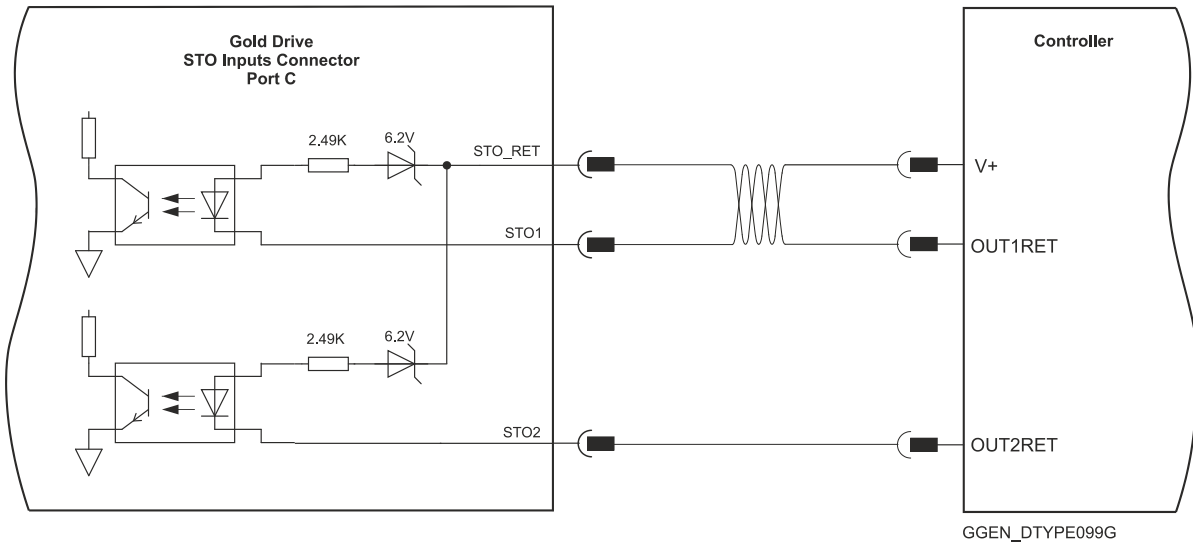 Gold Drive
STO Inputs Connector
Port C
Controller
2.49K
6.2V
STO_RET
V+
STO1
OUT1RET
2.49K
6.2V
STO2
OUT2RET
GGEN_DTYPE099G